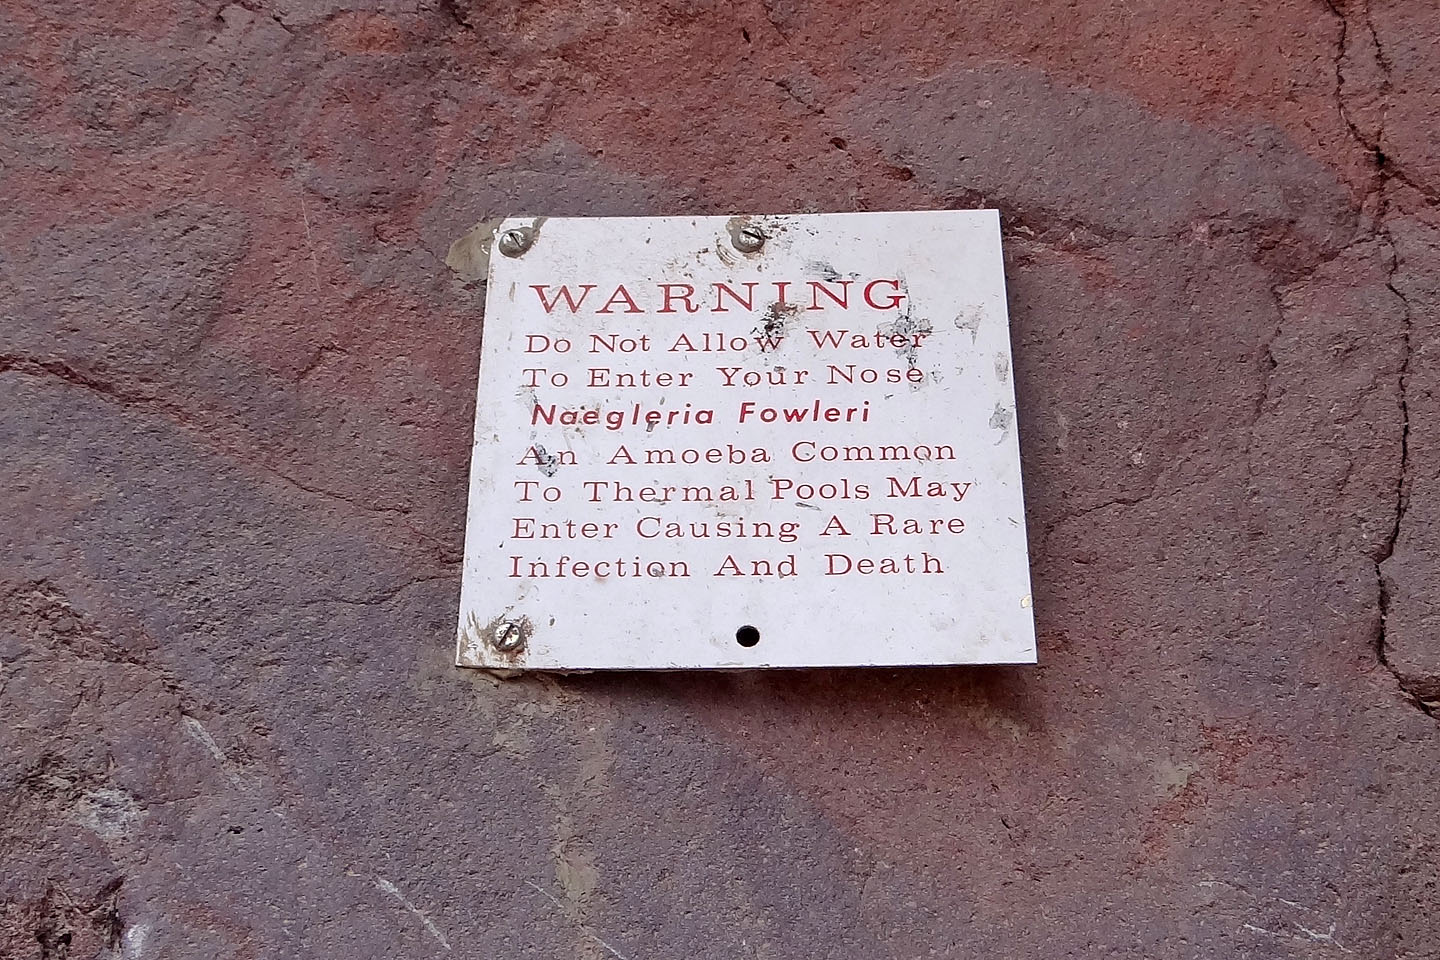 WARNING
Do Not Allow Water
To Enter Your Nose
Naegleria Fowleri
An Amoeba Common
To Thermal Pools May
Enter Causing A Rare
Infection And Death